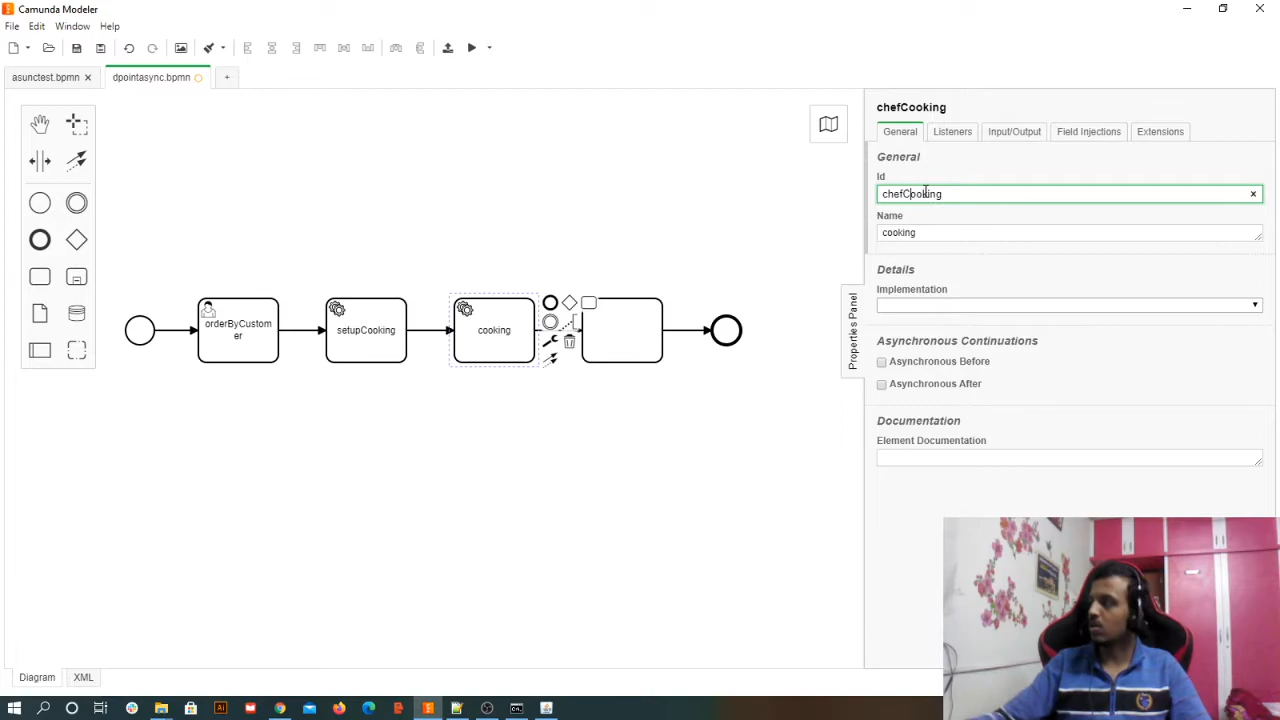 Camunda Modeler
File Edit Window Help
asunctest.bpmn
dpointasync.bpmn
+
orderByCustom
er
setupCooking
cooking
Properties Panel
chefCooking
General Listeners Input/Output Field Injections Extensions
General
Id
chefCooking
Name
cooking
Details
Implementation
Asynchronous Continuations
Asynchronous Before
Asynchronous After
Documentation
Element Documentation
Diagram XML